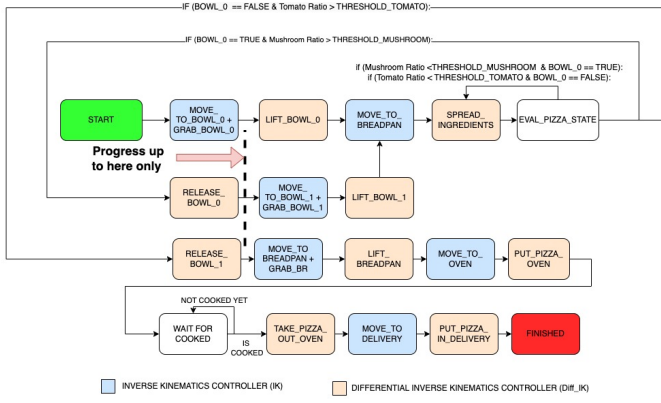 IF (BOWL_0 == FALSE & Tomato Ratio > THRESHOLD_TOMATO):
IF (BOWL_0 == TRUE & Mushroom Ratio > THRESHOLD_MUSHROOM):
if (Mushroom Ratio <THRESHOLD_MUSHROOM & BOWL_0 == TRUE):
if (Tomato Ratio < THRESHOLD_TOMATO & BOWL_0 == FALSE):
START
MOVE_
TO_BOWL_0 +
GRAB_BOWL_0
LIFT_BOWL_0
MOVE_TO_
BREADPAN
SPREAD_
INGREDIENTS
EVAL_PIZZA_STATE
Progress up
to here only
RELEASE_
BOWL_0
MOVE_
TO_BOWL_1 +
GRAB_BOWL_1
LIFT_BOWL_1
RELEASE_
BOWL_1
MOVE_TO
BREADPAN +
GRAB_BR
LIFT_
BREADPAN
MOVE_TO_
OVEN
PUT_PIZZA_
OVEN
NOT COOKED YET
WAIT FOR
COOKED
IS
COOKED
TAKE_PIZZA_
OUT_OVEN
MOVE_TO
DELIVERY
PUT_PIZZA_
IN_DELIVERY
FINISHED
INVERSE KINEMATICS CONTROLLER (IK)
DIFFERENTIAL INVERSE KINEMATICS CONTROLLER (Diff_IK)